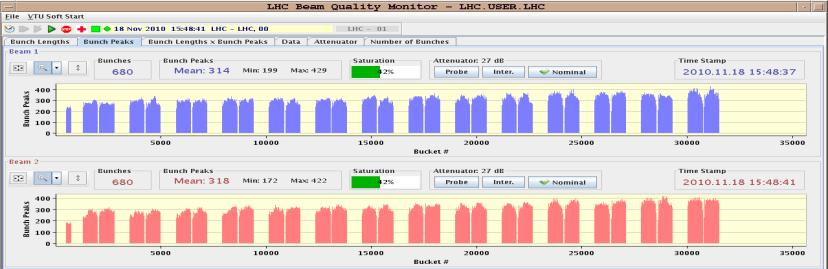 LHC Beam Quality Monitor - LHC.USER.LHC
File VTU Soft Start
18 Nov 2010 15:48:41 LHC - LHC, 00 LHC - 01
Bunch Lengths Bunch Peaks Bunch Lengths x Bunch Peaks Data Attenuator Number of Bunches
Beam 1
Bunches Bunch Peaks Saturation Attenuator: 27 dB Time Stamp
680 Mean: 314 Min: 199 Max: 429 42% Probe Inter. Nominal 2010.11.18 15:48:37
Bunch Peaks
400
300
200
100
0
5000 10000 15000 20000 25000 30000 35000
Bucket #
Beam 2
Bunches Bunch Peaks Saturation Attenuator: 27 dB Time Stamp
680 Mean: 318 Min: 172 Max: 422 42% Probe Inter. Nominal 2010.11.18 15:48:41
Bunch Peaks
400
300
200
100
0
5000 10000 15000 20000 25000 30000 35000
Bucket #